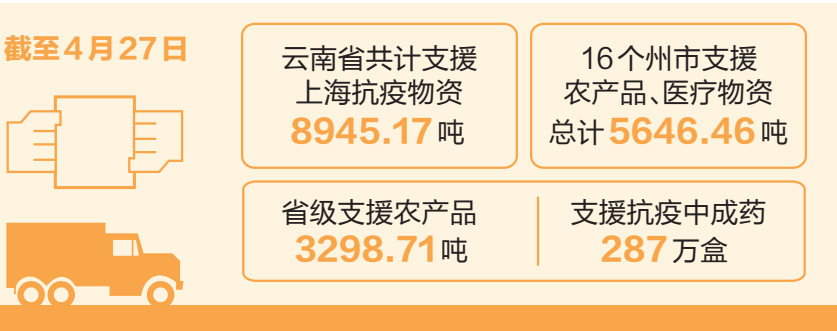 截至4月27日
云南省共计支援
上海抗疫物资
8945.17吨
16个州市支援
农产品、医疗物资
总计5646.46吨
省级支援农产品
3298.71吨
支援抗疫中成药
287万盒